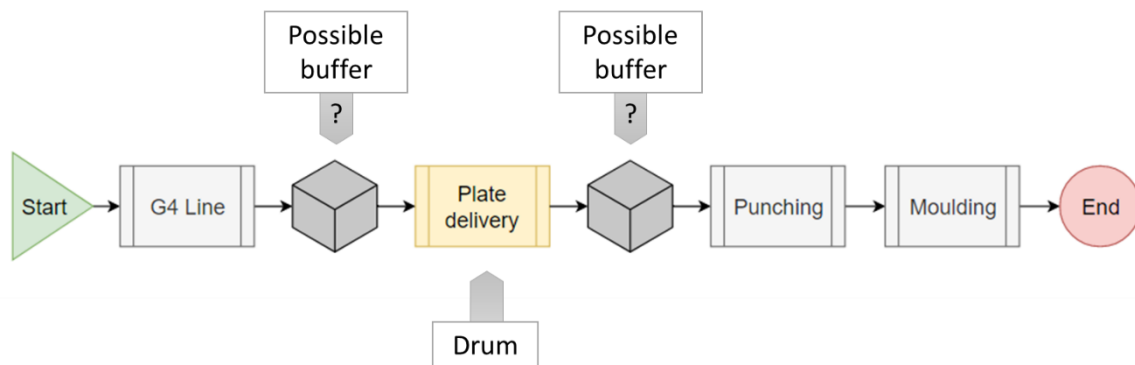 Possible
buffer
?
Possible
buffer
?
Start
G4 Line
Plate
delivery
Punching
Moulding
End
Drum